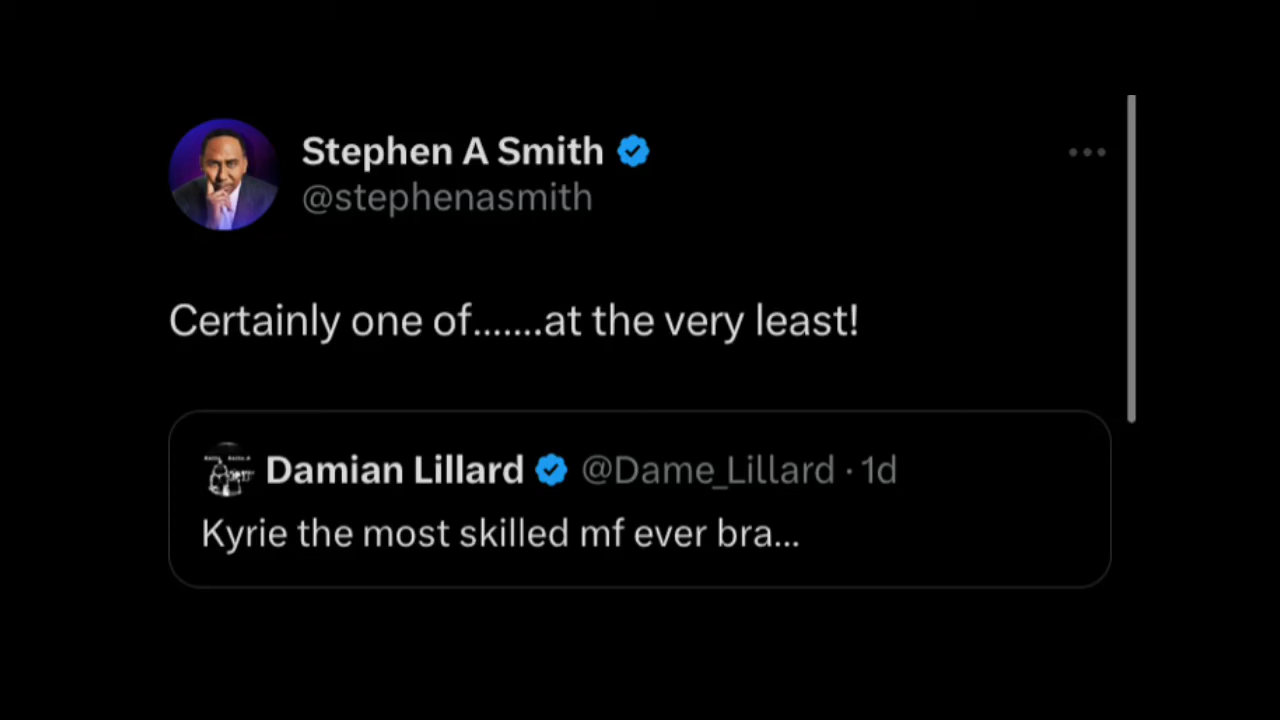 Stephen A Smith
@stephenasmith
Certainly one of.......at the very least!
Damian Lillard @Dame_Lillard · 1d
Kyrie the most skilled mf ever bra...